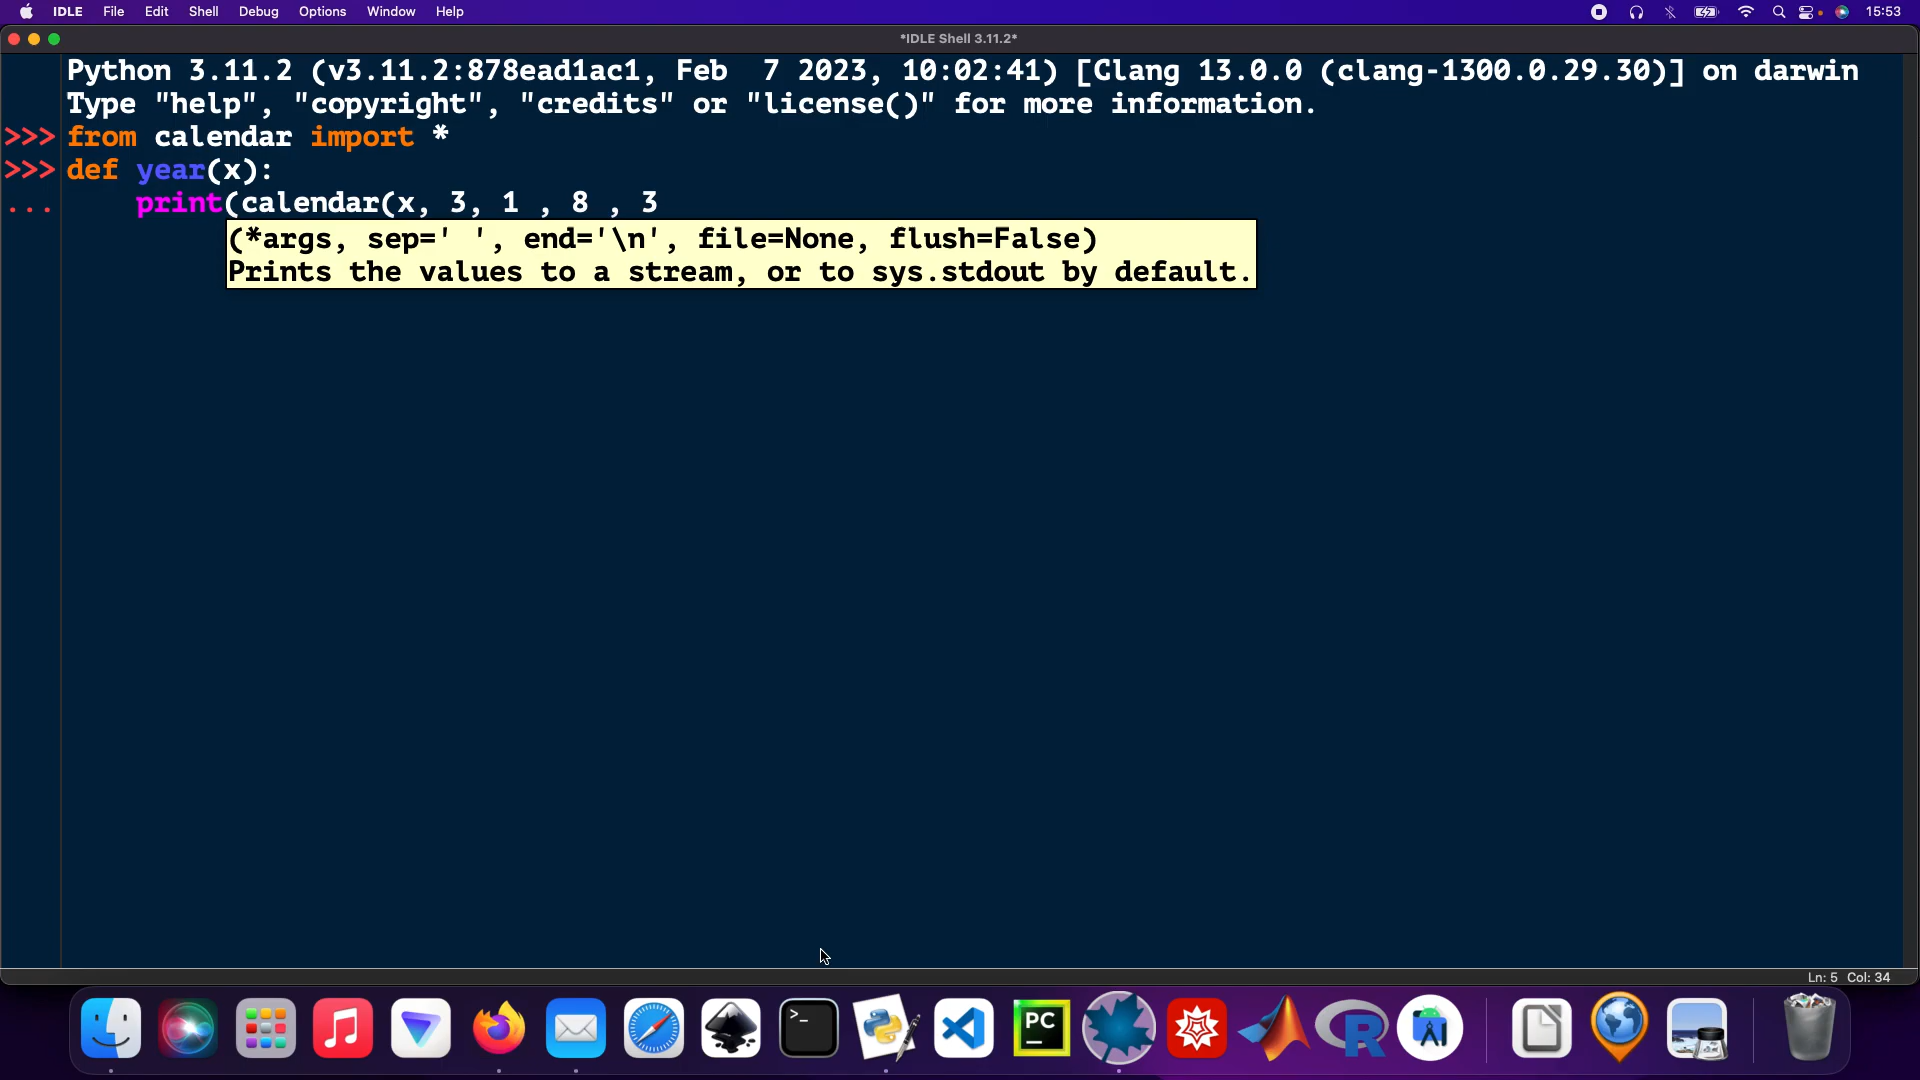 IDLE File Edit Shell Debug Options Window Help 15:53
*IDLE Shell 3.11.2*
Python 3.11.2 (v3.11.2:878ead1ac1, Feb  7 2023, 10:02:41) [Clang 13.0.0 (clang-1300.0.29.30)] on darwin
Type "help", "copyright", "credits" or "license()" for more information.
>>> from calendar import *
>>> def year(x):
... print(calendar(x, 3, 1 , 8 , 3
(*args, sep=' ', end='\n', file=None, flush=False)
Prints the values to a stream, or to sys.stdout by default.
Ln: 5 Col: 34
>_
PC
R